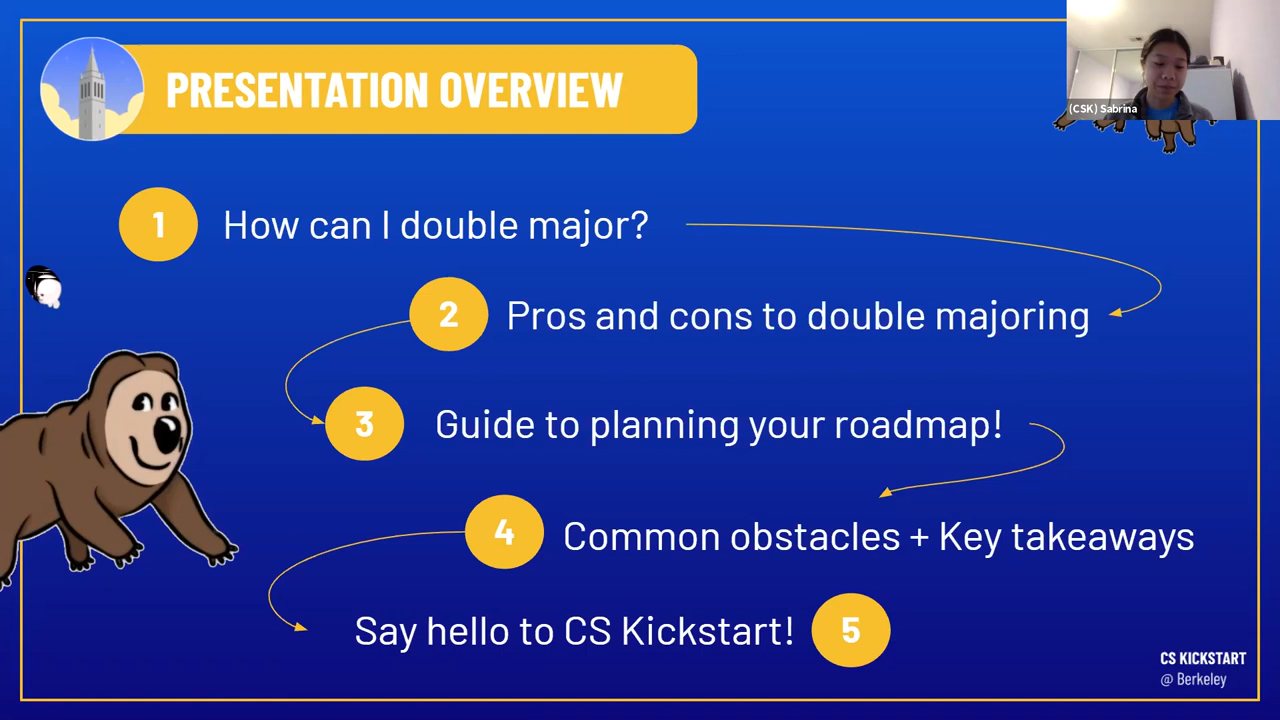 PRESENTATION OVERVIEW
(CSK) Sabrina
1 How can I double major?
2 Pros and cons to double majoring
3 Guide to planning your roadmap!
4 Common obstacles + Key takeaways
Say hello to CS Kickstart! 5
CS KICKSTART
@ Berkeley